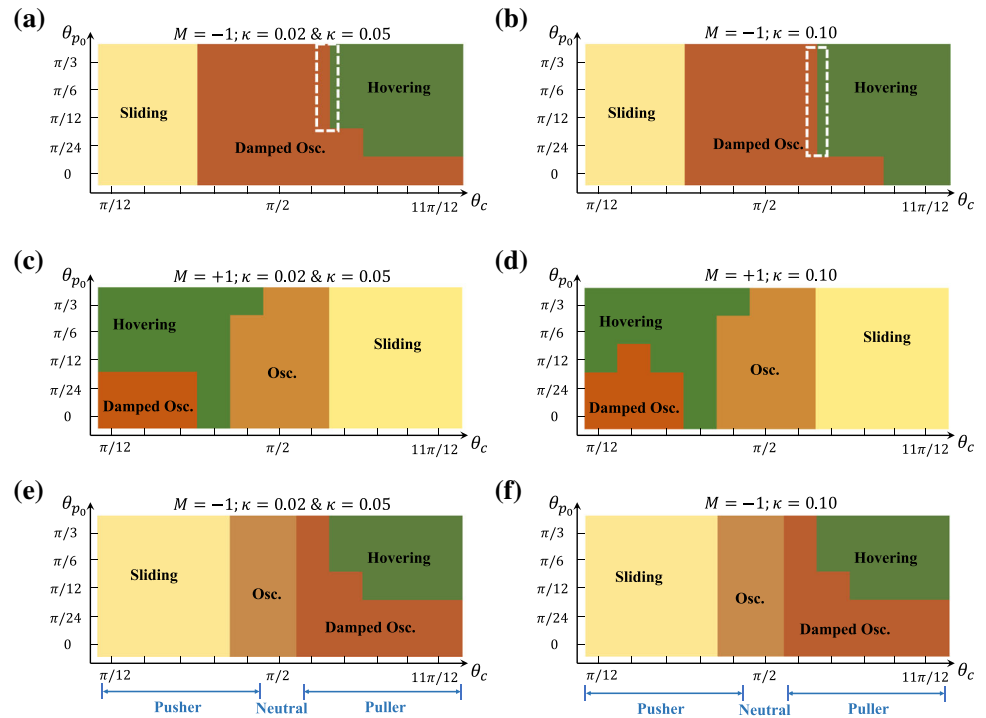 (a)
θp0
M = −1; κ = 0.02 & κ = 0.05
π/3
π/6
π/12
π/24
0
Sliding
Damped Osc.
Hovering
π/12
π/2
11π/12
θc
(b)
θp0
M = −1; κ = 0.10
π/3
π/6
π/12
π/24
0
Sliding
Damped Osc.
Hovering
π/12
π/2
11π/12
θc
(c)
θp0
M = +1; κ = 0.02 & κ = 0.05
π/3
π/6
π/12
π/24
0
Hovering
Damped Osc.
Osc.
Sliding
π/12
π/2
11π/12
θc
(d)
θp0
M = +1; κ = 0.10
π/3
π/6
π/12
π/24
0
Hovering
Damped Osc.
Osc.
Sliding
π/12
π/2
11π/12
θc
(e)
θp0
M = −1; κ = 0.02 & κ = 0.05
π/3
π/6
π/12
π/24
0
Sliding
Osc.
Hovering
Damped Osc.
π/12
π/2
11π/12
θc
Pusher
Neutral
Puller
(f)
θp0
M = −1; κ = 0.10
π/3
π/6
π/12
π/24
0
Sliding
Osc.
Hovering
Damped Osc.
π/12
π/2
11π/12
θc
Pusher
Neutral
Puller